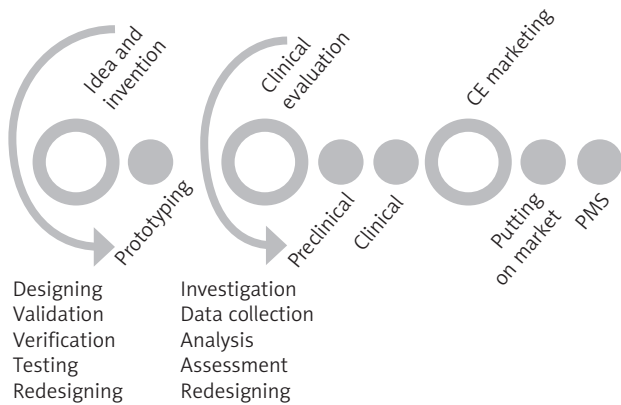 Idea and
invention
Prototyping
Clinical
evaluation
Preclinical
Clinical
CE marketing
Putting
on market
PMS
Designing
Validation
Verification
Testing
Redesigning
Investigation
Data collection
Analysis
Assessment
Redesigning